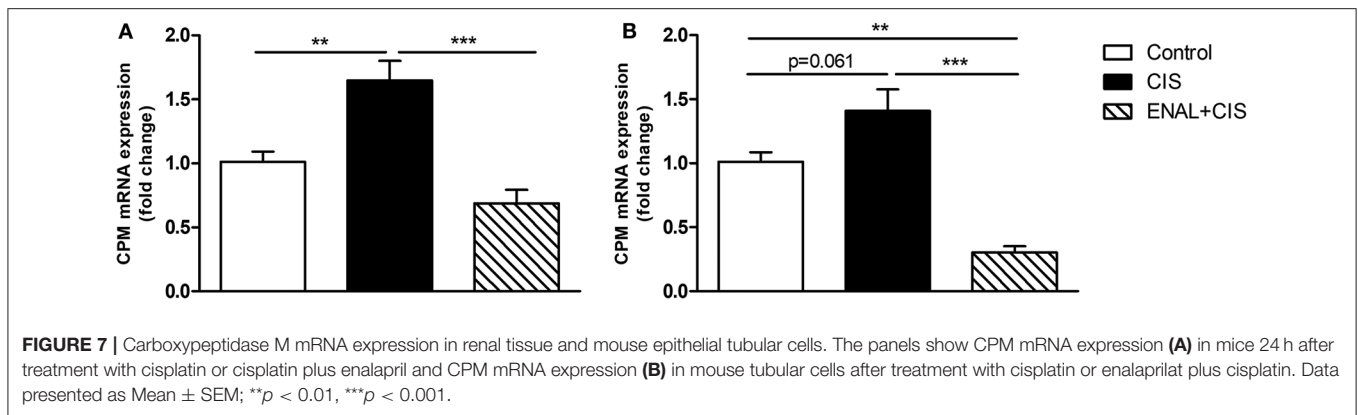 A
2.0
1.5
1.0
0.5
0.0
CPM mRNA expression
(fold change)
**
***
B
2.0
1.5
1.0
0.5
0.0
CPM mRNA expression
(fold change)
**
p=0.061
***
Control
CIS
ENAL+CIS
FIGURE 7 | Carboxypeptidase M mRNA expression in renal tissue and mouse epithelial tubular cells. The panels show CPM mRNA expression (A) in mice 24 h after
treatment with cisplatin or cisplatin plus enalapril and CPM mRNA expression (B) in mouse tubular cells after treatment with cisplatin or enalaprilat plus cisplatin. Data
presented as Mean ± SEM; **p < 0.01, ***p < 0.001.